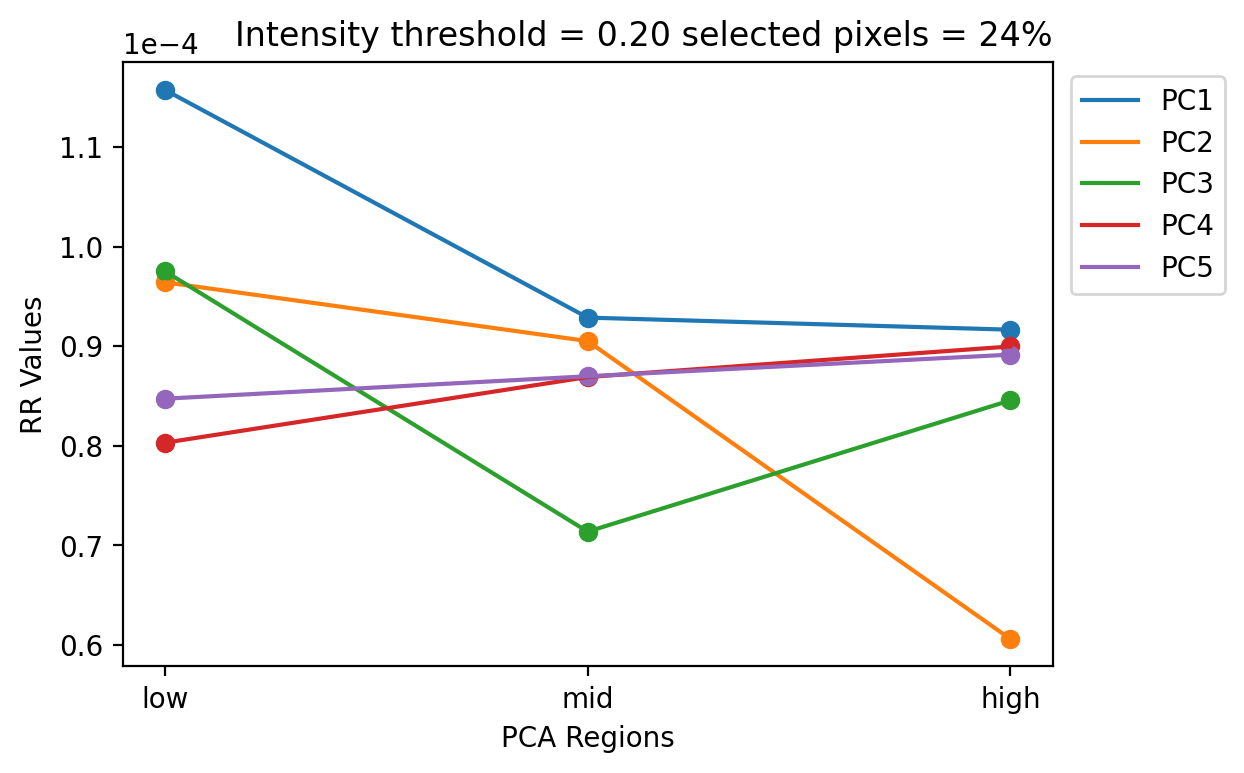 Intensity threshold = 0.20 selected pixels = 24%
1e−4
1.1
1.0
0.9
0.8
0.7
0.6
RR Values
low mid high
PCA Regions
PC1
PC2
PC3
PC4
PC5